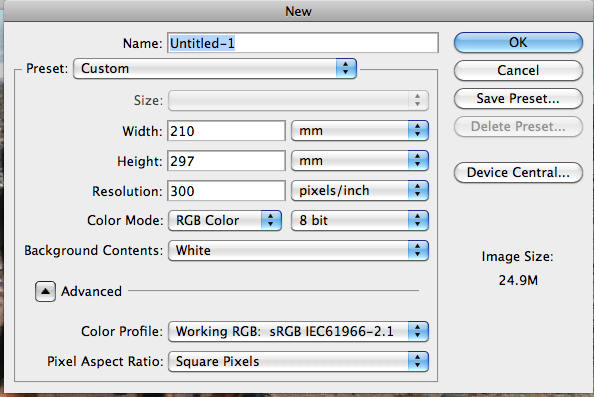 New
Name: Untitled-1
OK
Preset: Custom
Cancel
Size:
Save Preset...
Width: 210 mm
Delete Preset...
Height: 297 mm
Device Central...
Resolution: 300 pixels/inch
Color Mode: RGB Color 8 bit
Background Contents: White
Image Size:
24.9M
Advanced
Color Profile: Working RGB: sRGB IEC61966-2.1
Pixel Aspect Ratio: Square Pixels